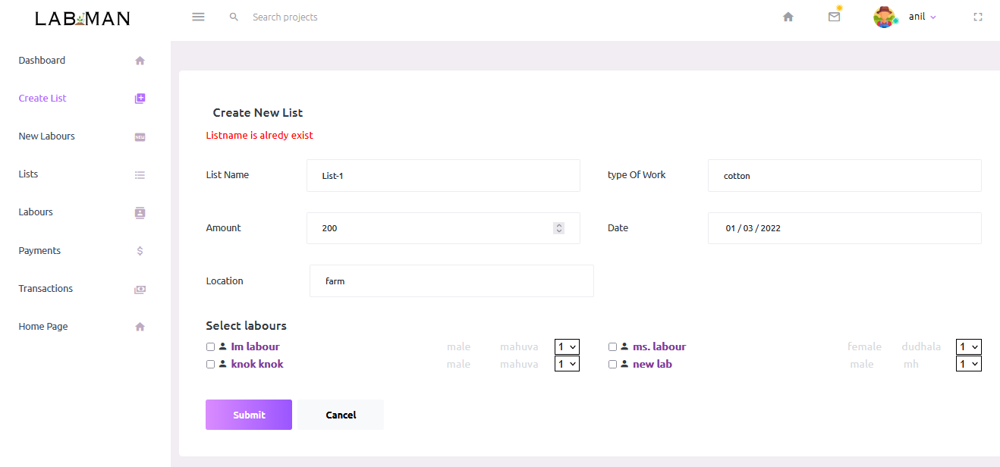 LABMAN
Search projects
anil
Dashboard
Create List
New Labours
NEW
Lists
Labours
Payments
$
Transactions
Home Page
Create New List
Listname is alredy exist
List Name List-1 type Of Work cotton
Amount 200 Date 01 / 03 / 2022
Location farm
Select labours
Im labour male mahuva 1 ms. labour female dudhala 1
knok knok male mahuva 1 new lab male mh 1
Submit Cancel